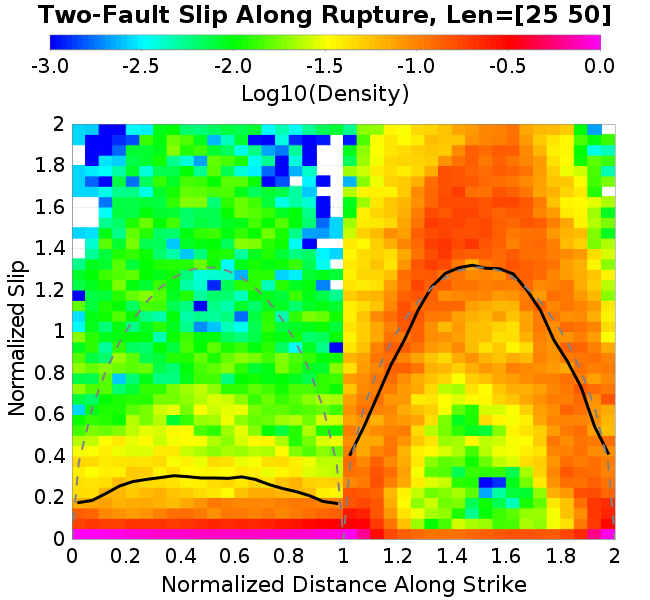 Two-Fault Slip Along Rupture, Len=[25 50]
-3.0 -2.5 -2.0 -1.5 -1.0 -0.5 0.0
Log10(Density)
Normalized Slip
2
1.8
1.6
1.4
1.2
1
0.8
0.6
0.4
0.2
0
0 0.2 0.4 0.6 0.8 1 1.2 1.4 1.6 1.8 2
Normalized Distance Along Strike